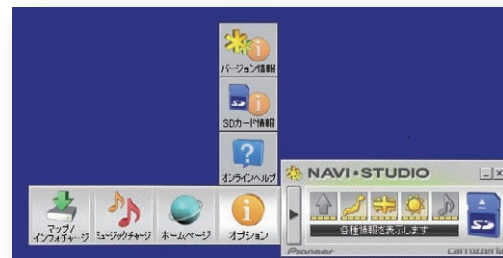 バージョン情報
SDカード情報
オンラインヘルプ
マップ/
インフォチャージ
ミュージックチャージ
ホームページ
オプション
NAVI•STUDIO
各種情報を表示します
Pioneer
carrozzeria